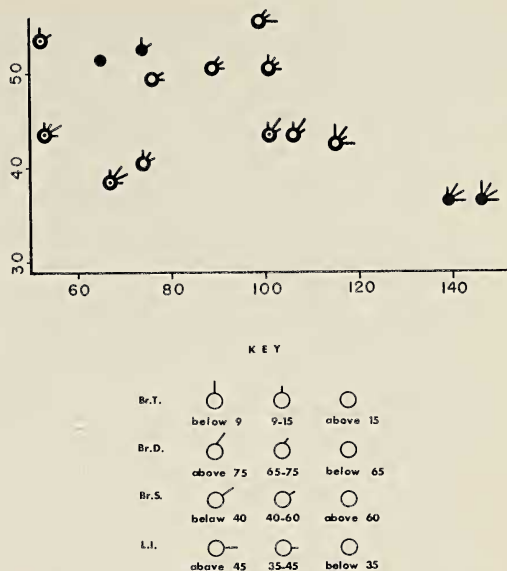 50
40
30
60 80 100 120 140
KEY
Br.T.
below 9 9-15 above 15
Br.D.
above 75 65-75 below 65
Br.S.
below 40 40-60 above 60
L.I.
above 45 35-45 below 35